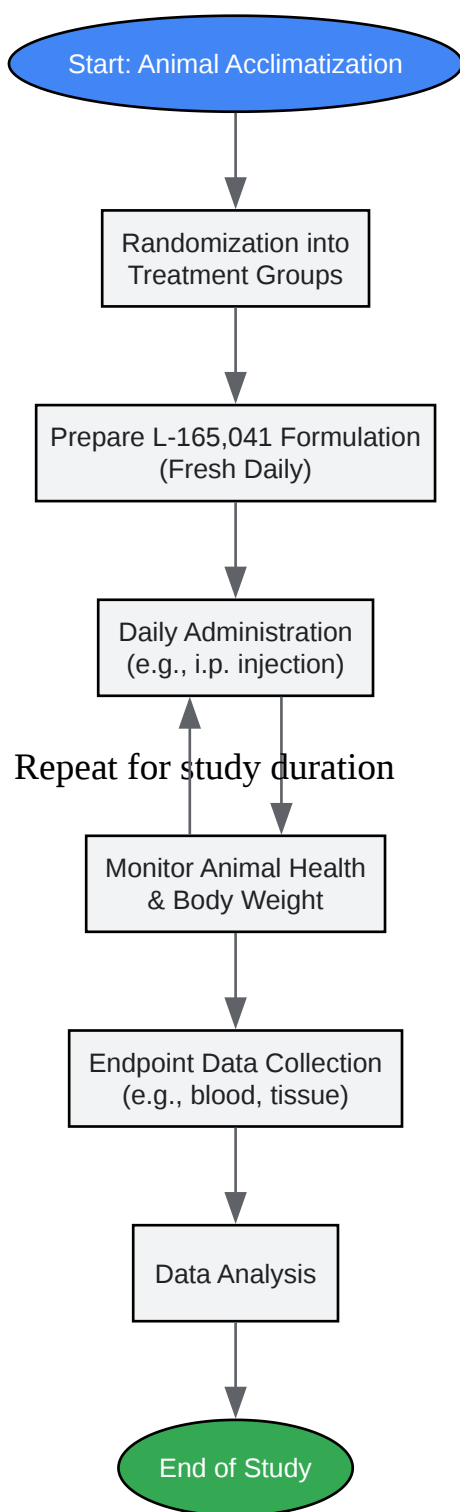 Start: Animal Acclimatization
Randomization into
Treatment Groups
Prepare L-165,041 Formulation
(Fresh Daily)
Daily Administration
(e.g., i.p. injection)
Repeat for study duration
Monitor Animal Health
& Body Weight
Endpoint Data Collection
(e.g., blood, tissue)
Data Analysis
End of Study